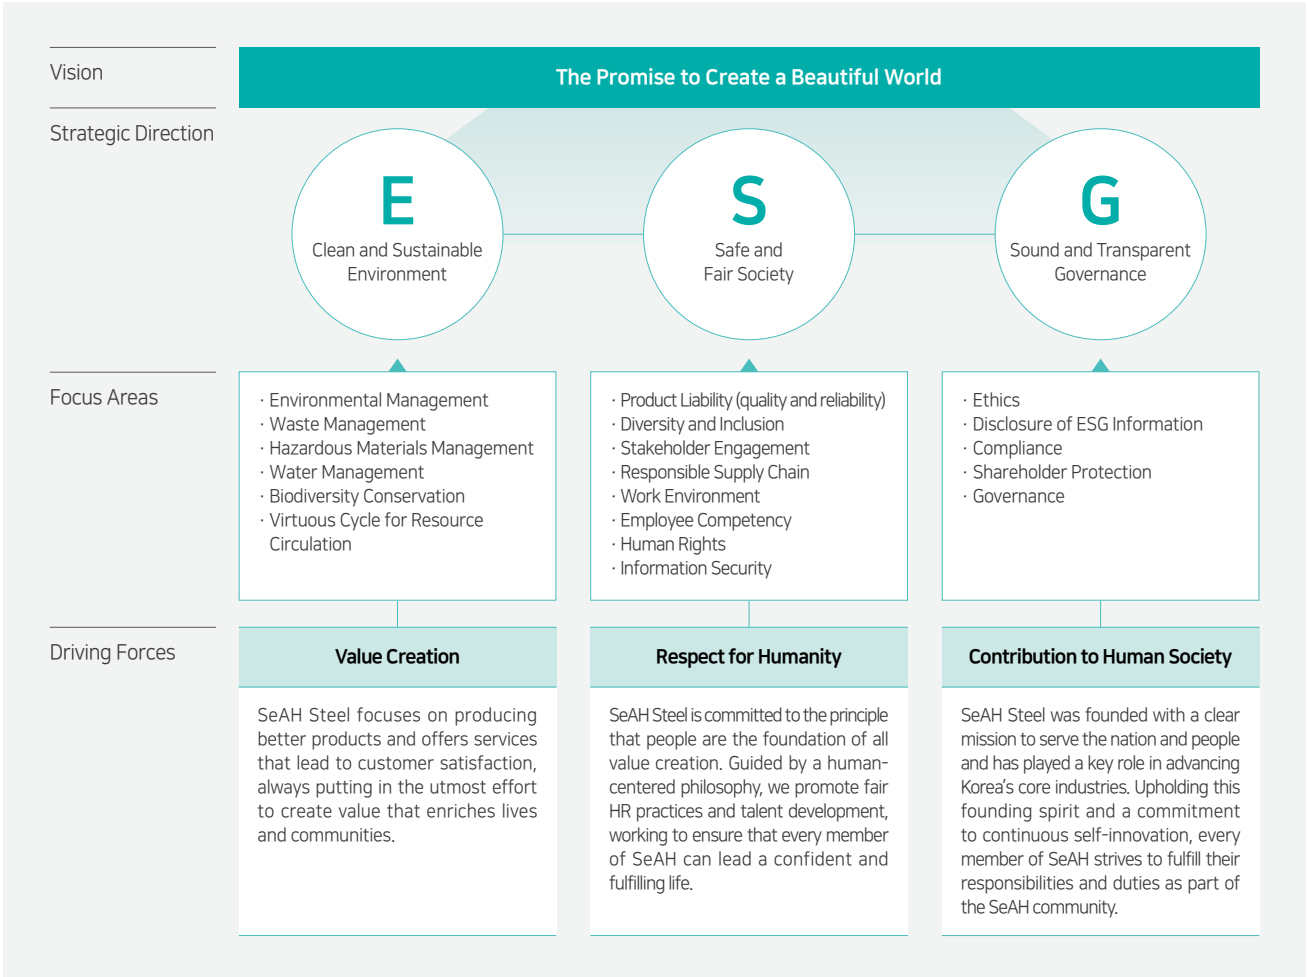 Vision
The Promise to Create a Beautiful World
Strategic Direction
E
Clean and Sustainable
Environment
S
Safe and
Fair Society
G
Sound and Transparent
Governance
Focus Areas
· Environmental Management
· Waste Management
· Hazardous Materials Management
· Water Management
· Biodiversity Conservation
· Virtuous Cycle for Resource
Circulation
· Product Liability (quality and reliability)
· Diversity and Inclusion
· Stakeholder Engagement
· Responsible Supply Chain
· Work Environment
· Employee Competency
· Human Rights
· Information Security
· Ethics
· Disclosure of ESG Information
· Compliance
· Shareholder Protection
· Governance
Driving Forces
Value Creation
SeAH Steel focuses on producing
better products and offers services
that lead to customer satisfaction,
always putting in the utmost effort
to create value that enriches lives
and communities.
Respect for Humanity
SeAH Steel is committed to the principle
that people are the foundation of all
value creation. Guided by a human-
centered philosophy, we promote fair
HR practices and talent development,
working to ensure that every member
of SeAH can lead a confident and
fulfilling life.
Contribution to Human Society
SeAH Steel was founded with a clear
mission to serve the nation and people
and has played a key role in advancing
Korea's core industries. Upholding this
founding spirit and a commitment
to continuous self-innovation, every
member of SeAH strives to fulfill their
responsibilities and duties as part of
the SeAH community.